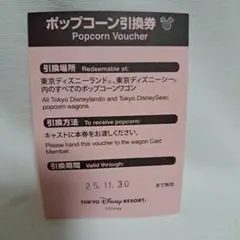 ポップコーン引換券
Popcorn Voucher
引換場所 Redeemable at:
東京ディズニーランド®、東京ディズニーシー®
内のすべてのポップコーンワゴン
All Tokyo Disneyland® and Tokyo DisneySea®
popcorn wagons.
引換方法 To receive popcorn:
キャストに本券をお渡しください。
Please hand this voucher to the wagon Cast
Member.
引換期間 Valid through:
25.11.30 まで有効
TOKYO Disney RESORT®